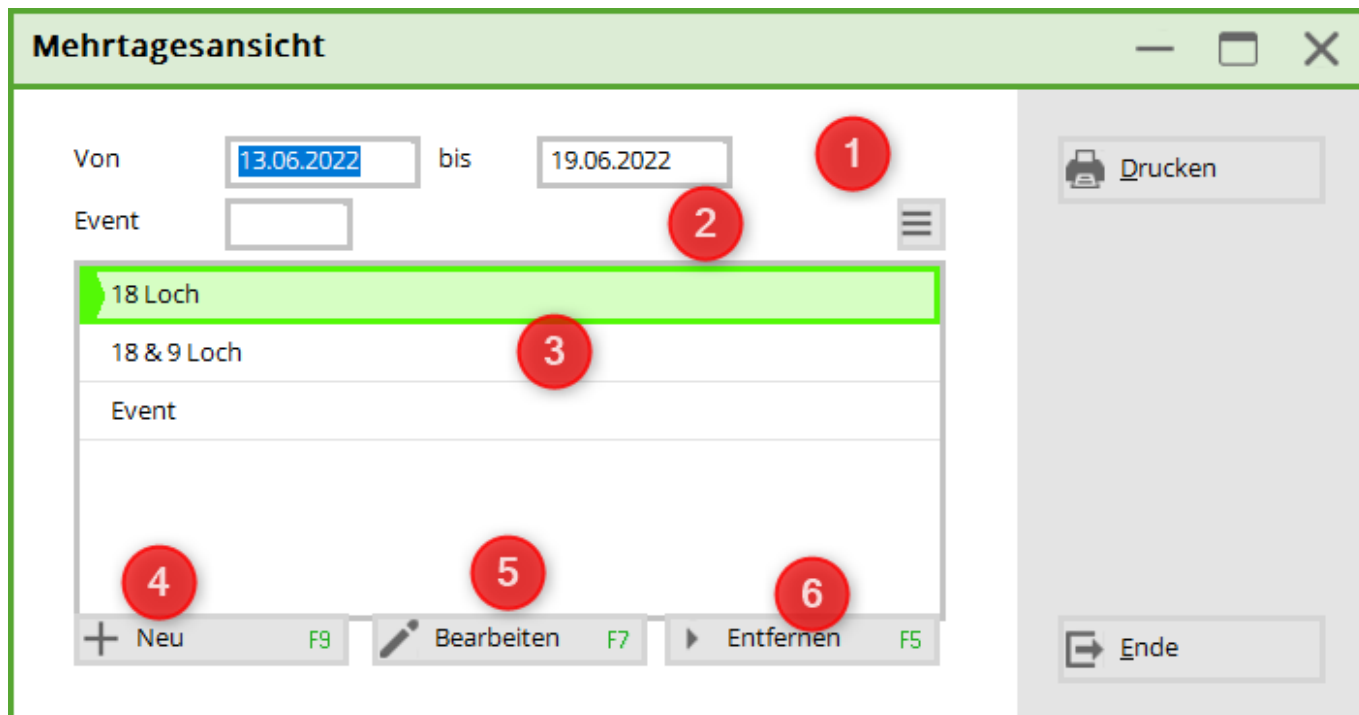 Mehrtagesansicht
Von 13.06.2022 bis 19.06.2022 1
Drucken
Event 2
18 Loch
18 & 9 Loch 3
Event
4 5 6
Neu F9 Bearbeiten F7 Entfernen F5
Ende